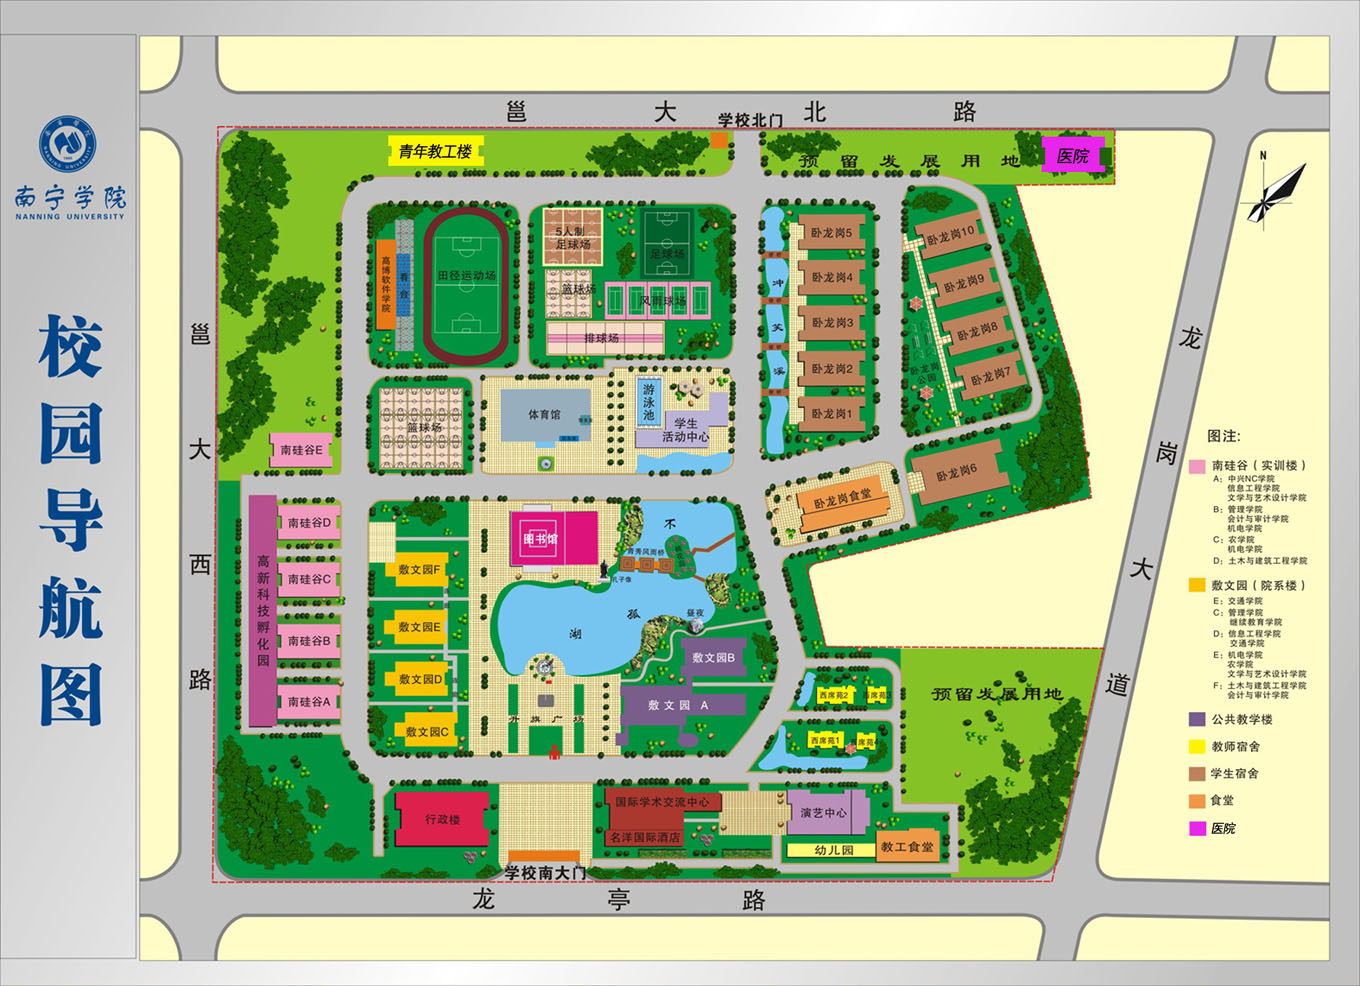 南宁学院
NANNING UNIVERSITY
校园导航图
邕大北路
邕大西路
龙岗大道
龙亭路
学校北门
青年教工楼
预留发展用地
医院
N
高博软件学院
看台
田径运动场
5人制
足球场
足球场
篮球场
风雨球场
排球场
冲芙溪
卧龙岗5
卧龙岗4
卧龙岗3
卧龙岗2
卧龙岗1
卧龙岗10
卧龙岗9
卧龙岗8
卧龙岗7
卧龙岗公园
卧龙岗6
卧龙岗食堂
篮球场
体育馆
游泳池
学生
活动中心
南硅谷E
南硅谷D
南硅谷C
南硅谷B
南硅谷A
高新科技孵化园
敷文园F
敷文园E
敷文园D
敷文园C
图书馆
孔子像
青秀风雨桥
不孤湖
昼夜
敷文园B
敷文园 A
升旗广场
西席苑2
西席苑3
西席苑1
西席苑4
预留发展用地
行政楼
国际学术交流中心
名洋国际酒店
演艺中心
幼儿园
教工食堂
学校南大门
图注:
南硅谷（实训楼）
A：中兴NC学院
信息工程学院
文学与艺术设计学院
B：管理学院
会计与审计学院
机电学院
C：农学院
机电学院
D：土木与建筑工程学院
敷文园（院系楼）
E：交通学院
C：管理学院
继续教育学院
D：信息工程学院
交通学院
E：机电学院
农学院
文学与艺术设计学院
F：土木与建筑工程学院
会计与审计学院
公共教学楼
教师宿舍
学生宿舍
食堂
医院